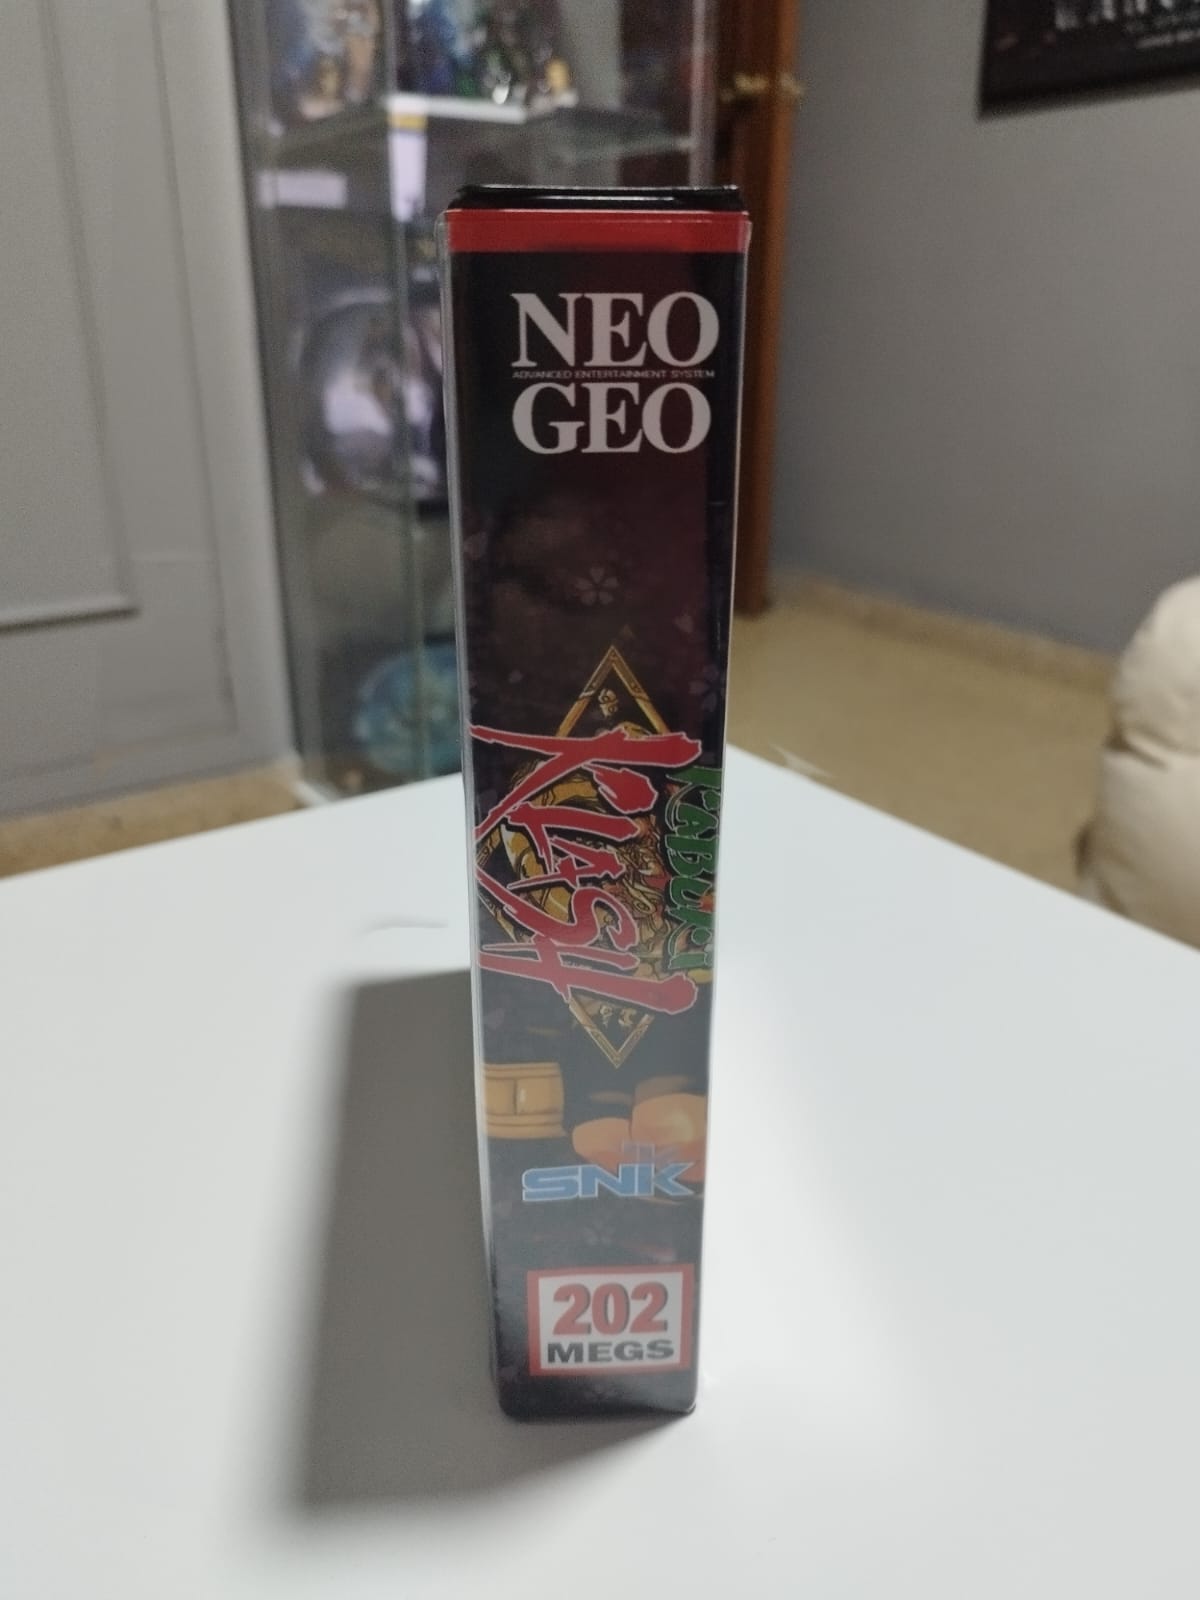 NEO
ADVANCED ENTERTAINMENT SYSTEM
GEO
KABUKI
KLASH
SNK
202
MEGS